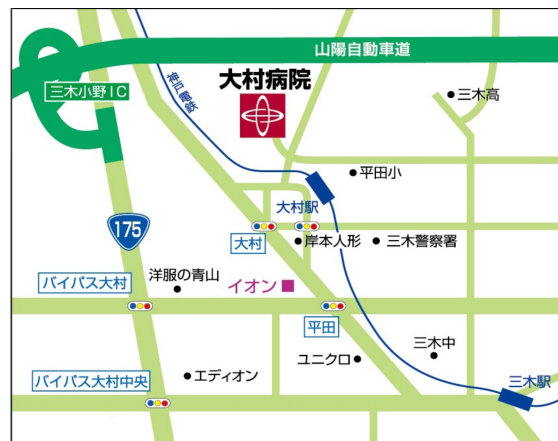 山陽自動車道
大村病院
三木小野IC
神戸電鉄
三木高
平田小
大村駅
175
大村
岸本人形
三木警察署
洋服の青山
バイパス大村
イオン
平田
三木中
ユニクロ
エディオン
三木駅
バイパス大村中央